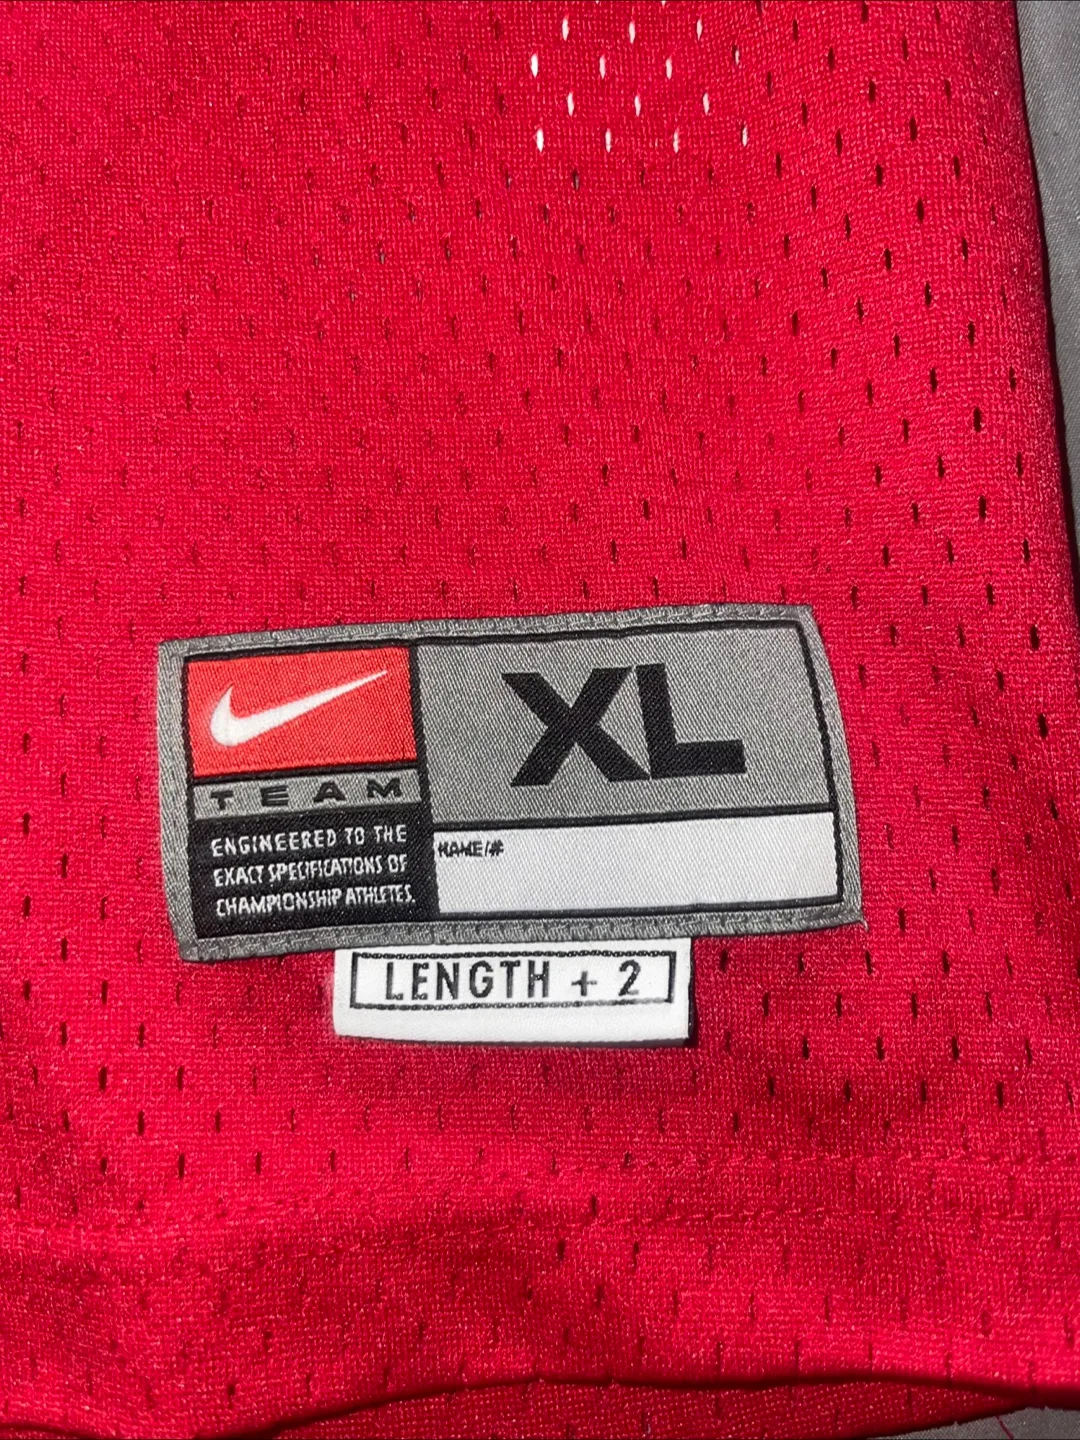 XL
TEAM
ENGINEERED TO THE
EXACT SPECIFICATIONS OF
CHAMPIONSHIP ATHLETES.
NAME/#
LENGTH + 2